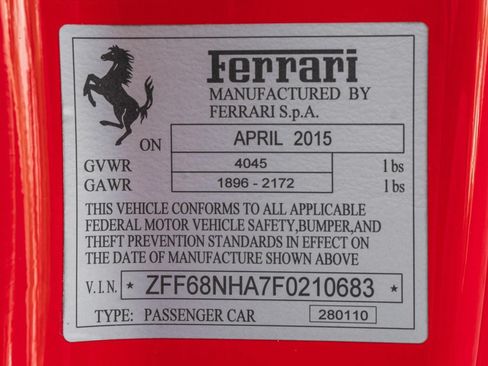 Ferrari
MANUFACTURED BY
FERRARI S.p.A.
ON APRIL 2015
GVWR 4045 lbs
GAWR 1896 - 2172 lbs
THIS VEHICLE CONFORMS TO ALL APPLICABLE
FEDERAL MOTOR VEHICLE SAFETY,BUMPER,AND
THEFT PREVENTION STANDARDS IN EFFECT ON
THE DATE OF MANUFACTURE SHOWN ABOVE
V.I.N. * ZFF68NHA7F0210683 *
TYPE: PASSENGER CAR 280110